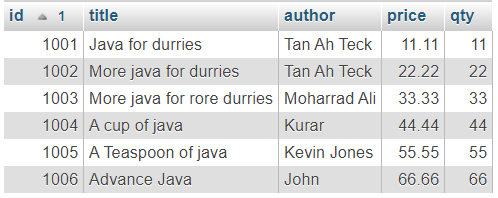 id 1 title author price qty
1001 Java for durries Tan Ah Teck 11.11 11
1002 More java for durries Tan Ah Teck 22.22 22
1003 More java for rore durries Moharrad Ali 33.33 33
1004 A cup of java Kurar 44.44 44
1005 A Teaspoon of java Kevin Jones 55.55 55
1006 Advance Java John 66.66 66